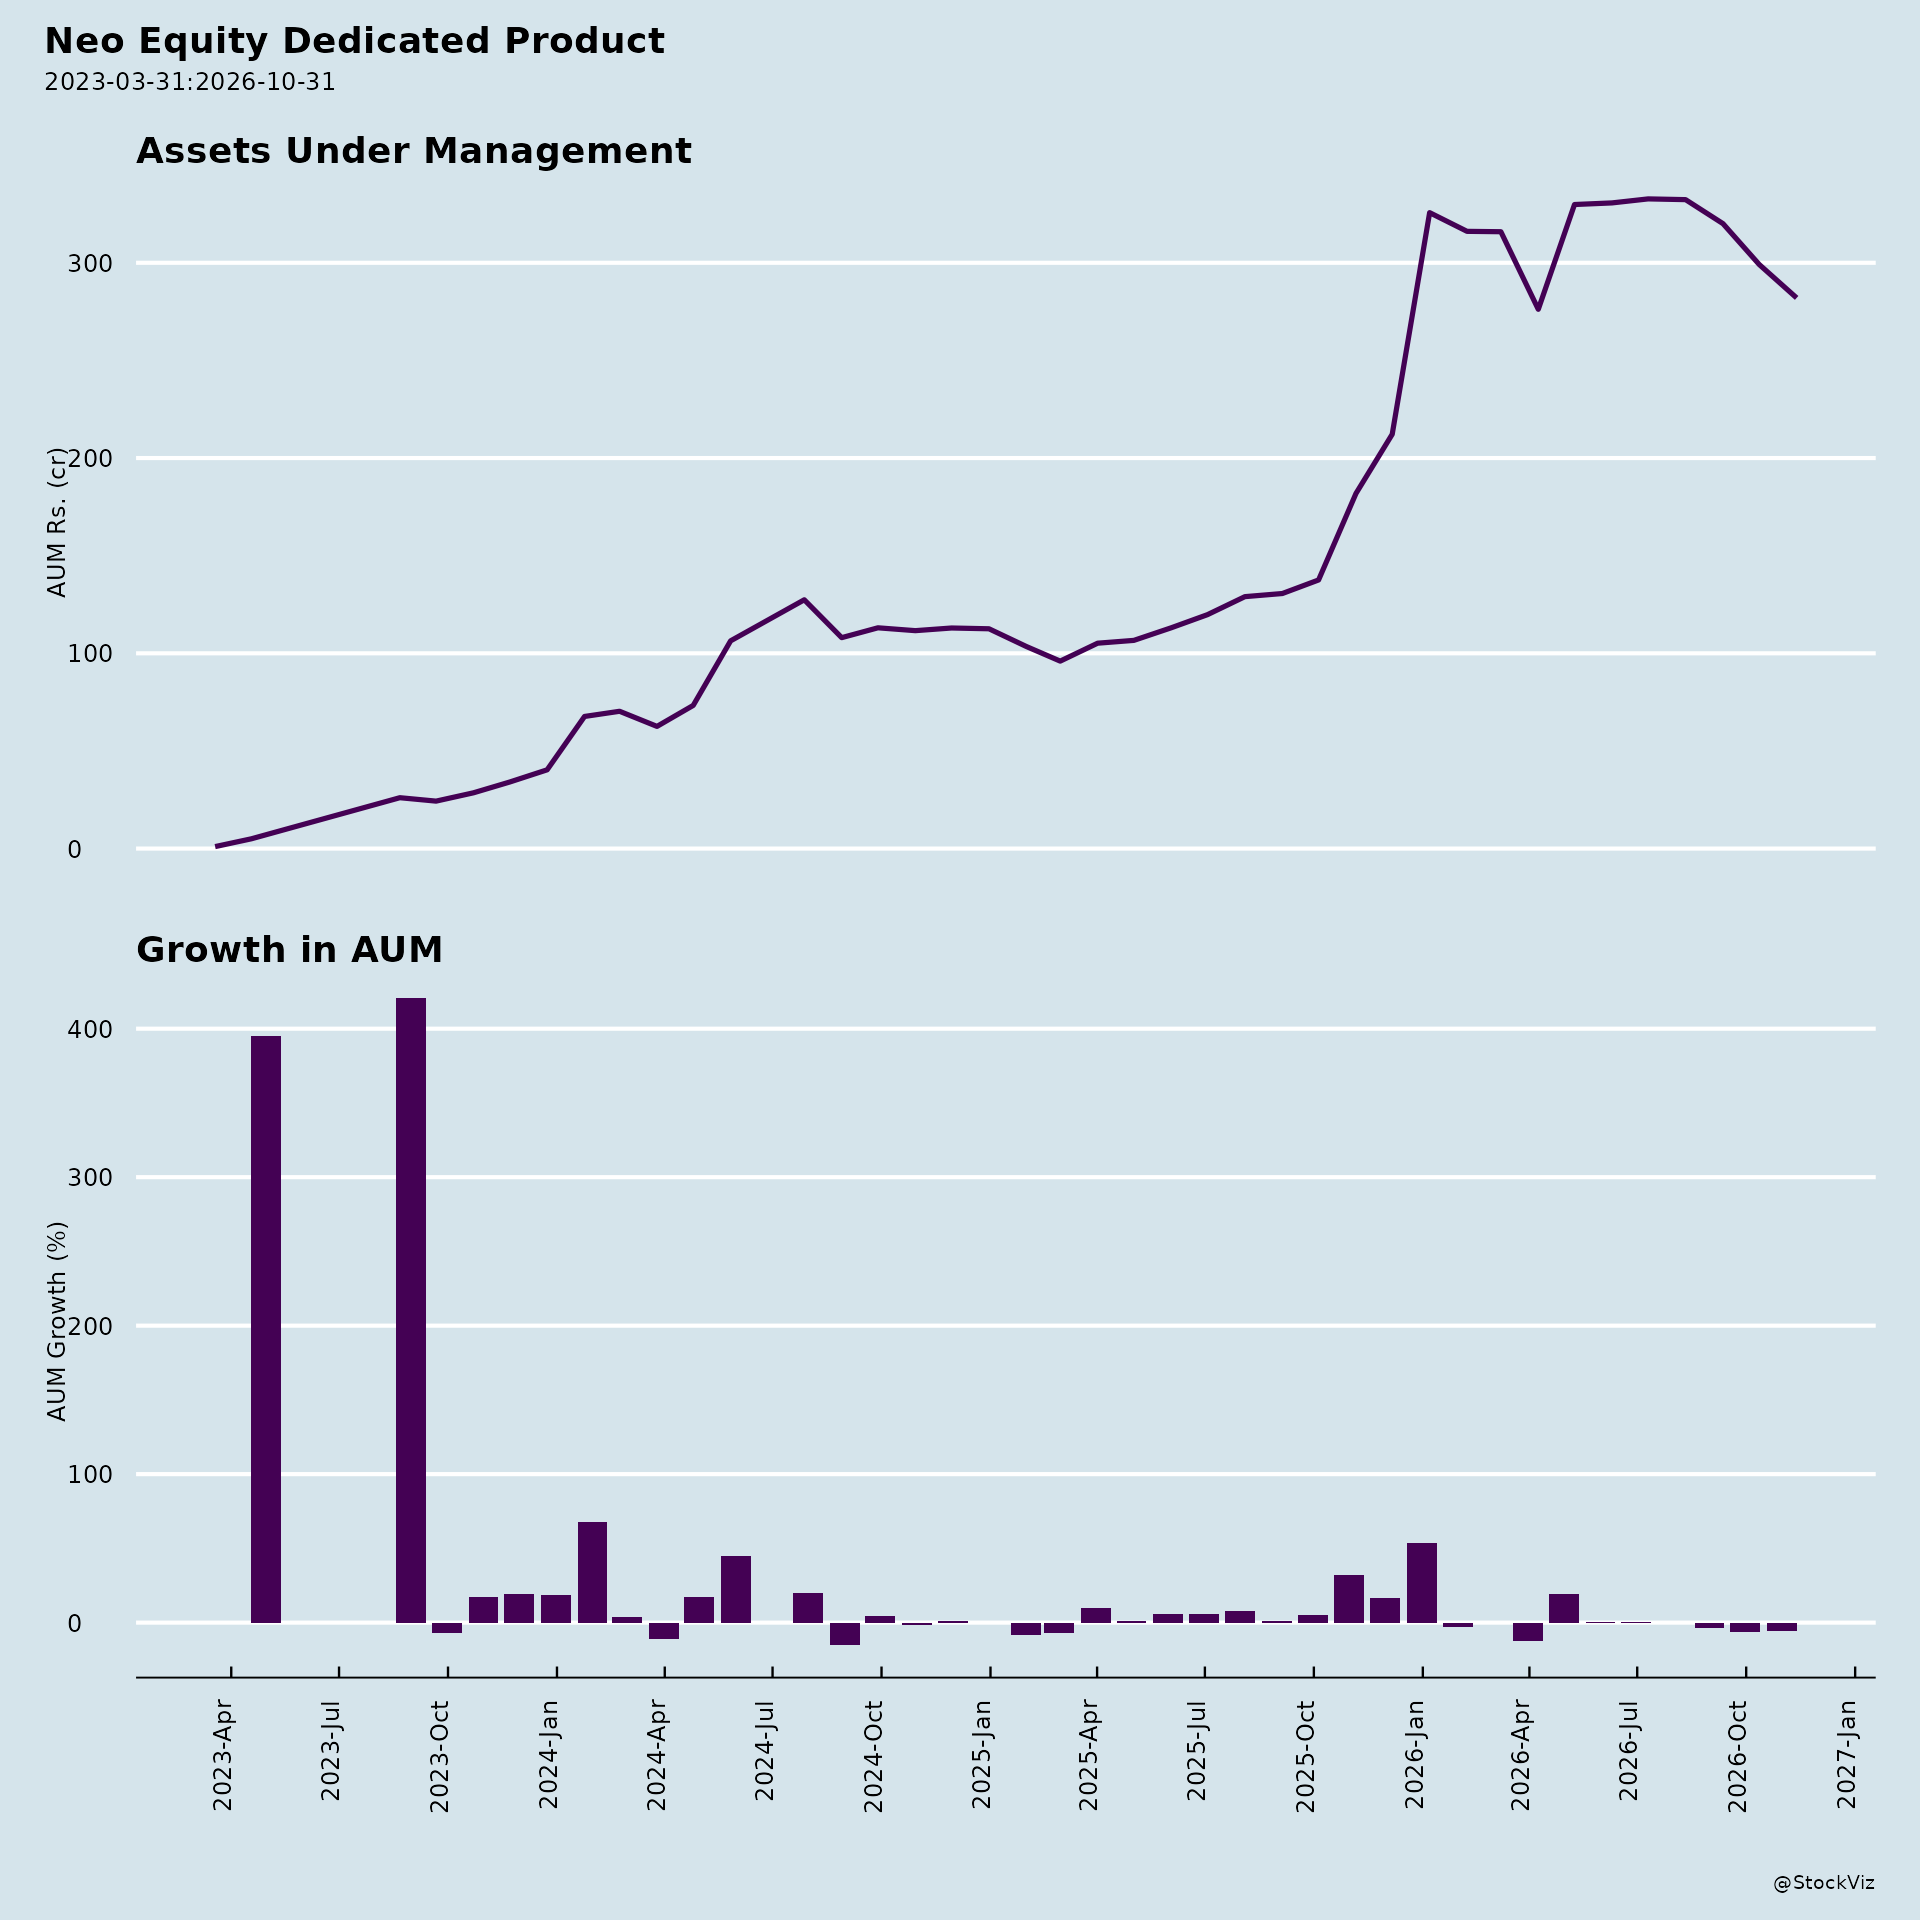 Neo Equity Dedicated Product
2023-03-31:2026-10-31
Assets Under Management
AUM Rs. (cr)
300
200
100
0
Growth in AUM
AUM Growth (%)
400
300
200
100
0
2023-Apr
2023-Jul
2023-Oct
2024-Jan
2024-Apr
2024-Jul
2024-Oct
2025-Jan
2025-Apr
2025-Jul
2025-Oct
2026-Jan
2026-Apr
2026-Jul
2026-Oct
2027-Jan
@StockViz